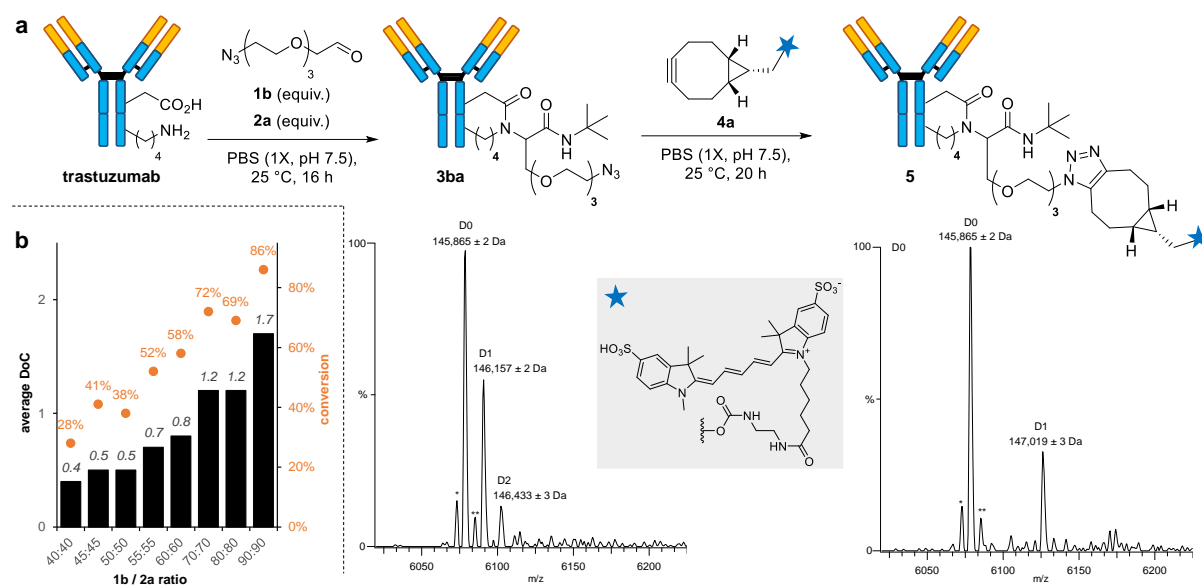 a
N3
O
3
O
1b (equiv.)
2a (equiv.)
PBS (1X, pH 7.5),
25 °C, 16 h
CO2H
NH2
4
trastuzumab
O
N
4
O
N
H
O
N3
3
3ba
H
H
4a
PBS (1X, pH 7.5),
25 °C, 20 h
O
N
4
O
N
H
O
3
N
N
N
H
H
5
b
average DoC
0
1
2
28%
41%
38%
52%
58%
72%
69%
86%
0.4
0.5
0.5
0.7
0.8
1.2
1.2
1.7
80%
60%
40%
20%
0%
conversion
40:40
45:45
50:50
55:55
60:60
70:70
80:80
90:90
1b / 2a ratio
100
%
0
D0
145,865 ± 2 Da
D1
146,157 ± 2 Da
D2
146,433 ± 3 Da
*
**
6050
6100
6150
6200
m/z
SO3-
HO3S
N
N+
O
O
H
N
N
H
O
100
%
0
D0
D0
145,865 ± 2 Da
D1
147,019 ± 3 Da
*
**
6050
6100
6150
6200
m/z